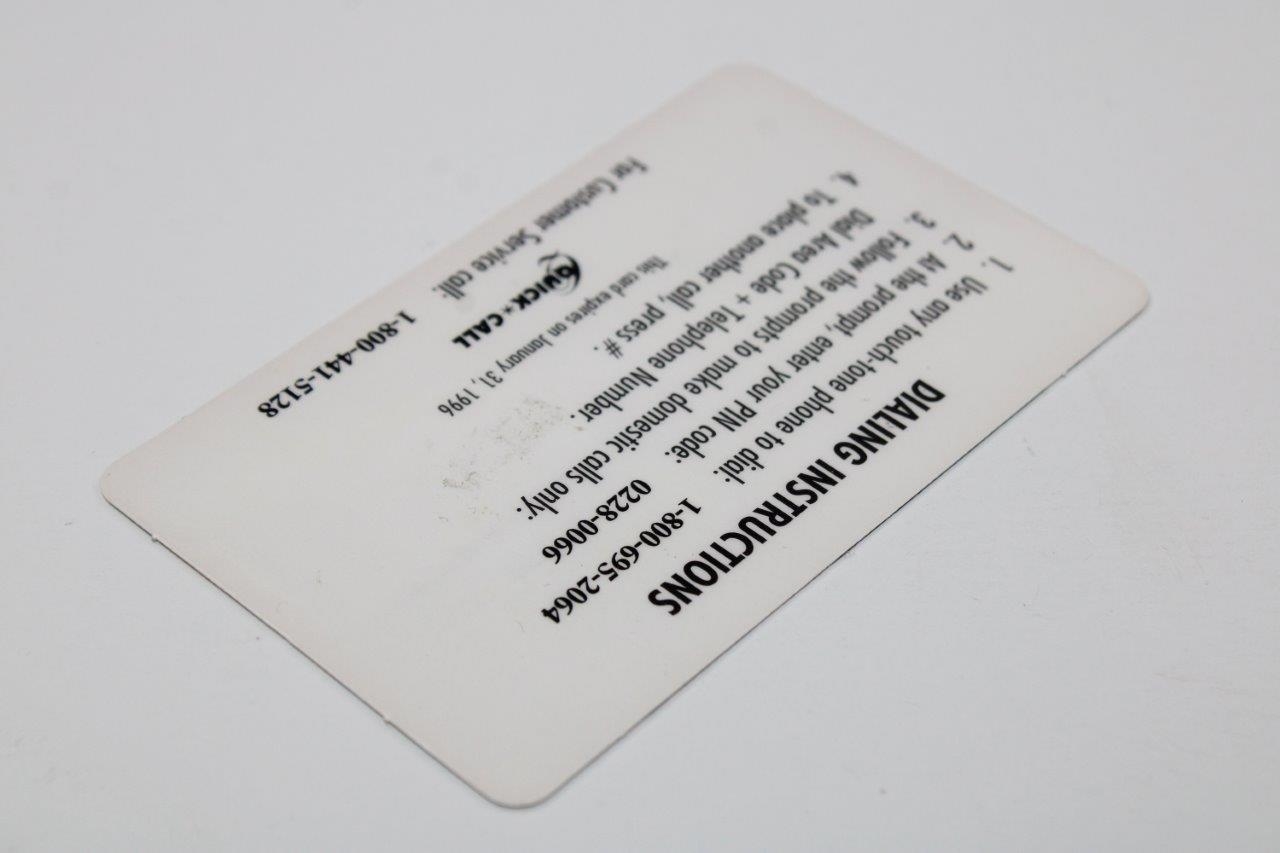 DIALING INSTRUCTIONS
1. Use any touch-tone phone to dial: 1-800-695-2064
2. At the prompt, enter your PIN code: 0228-0066
3. Follow the prompts to make domestic calls only:
Dial Area Code + Telephone Number.
4. To place another call, press #.
This card expires on January 31, 1996
QUICK CALL
For Customer Service call: 1-800-441-5128